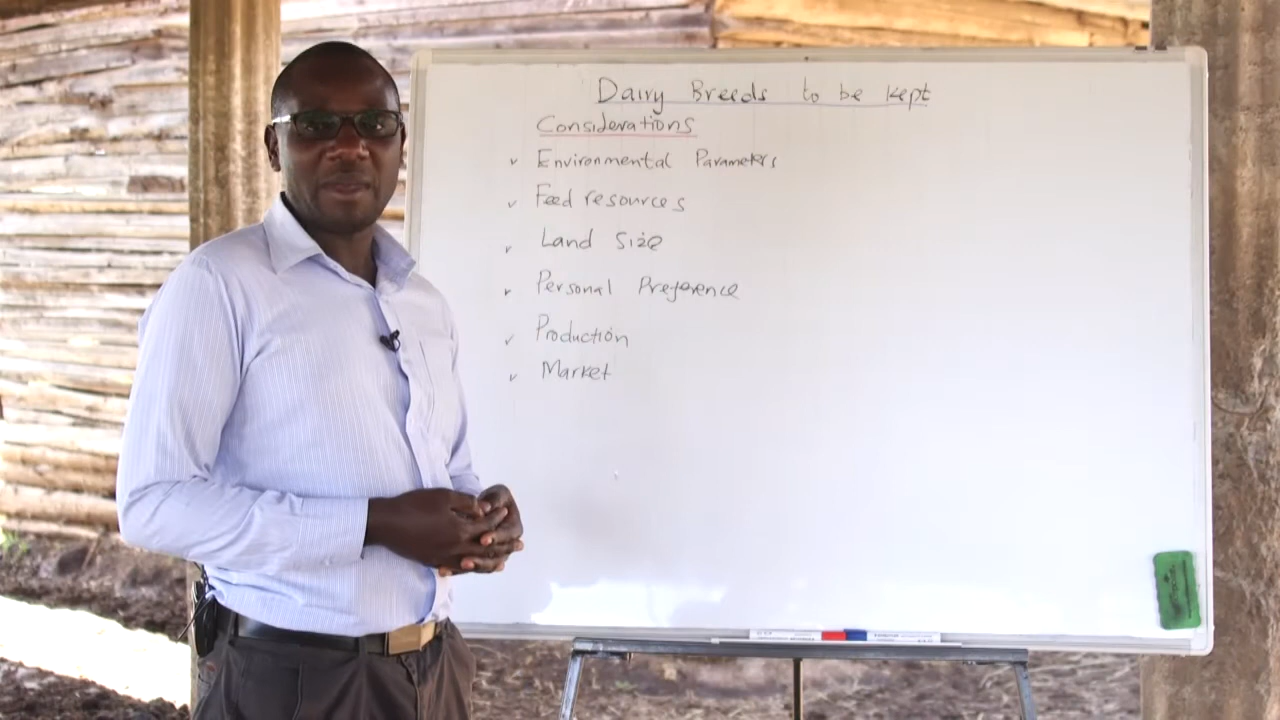 Dairy Breeds to be kept
Considerations
Environmental Parameters
Feed resources
Land Size
Personal Preference
Production
Market